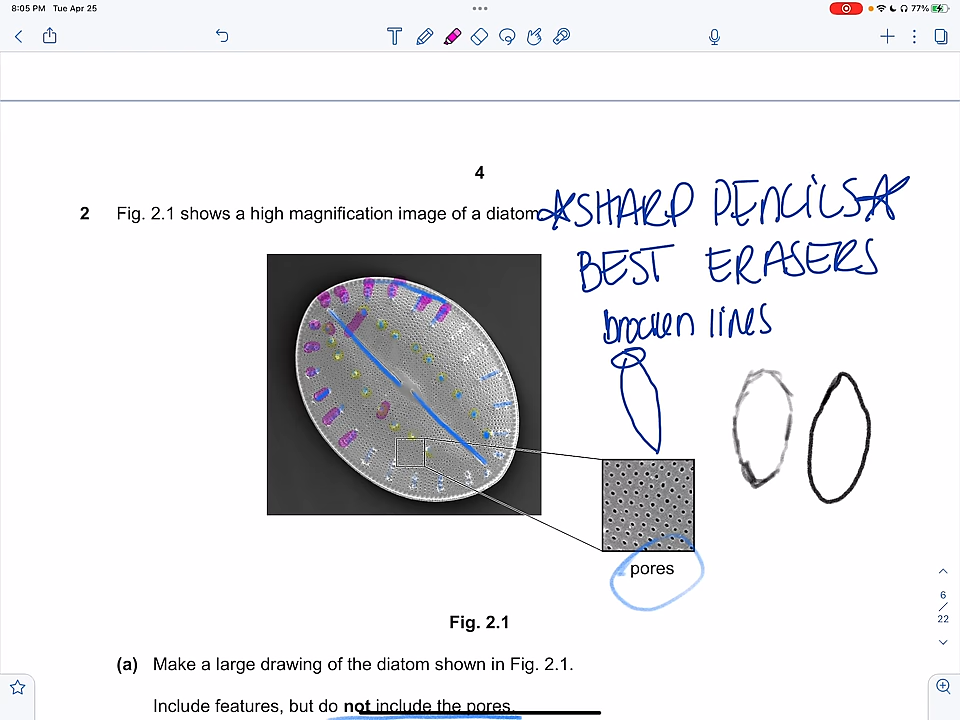 8:05 PM Tue Apr 25
77%
4
2 Fig. 2.1 shows a high magnification image of a diatom
SHARP PENCILS
BEST ERASERS
brocken lines
pores
Fig. 2.1
(a) Make a large drawing of the diatom shown in Fig. 2.1.
Include features, but do not include the pores.
6
/
22